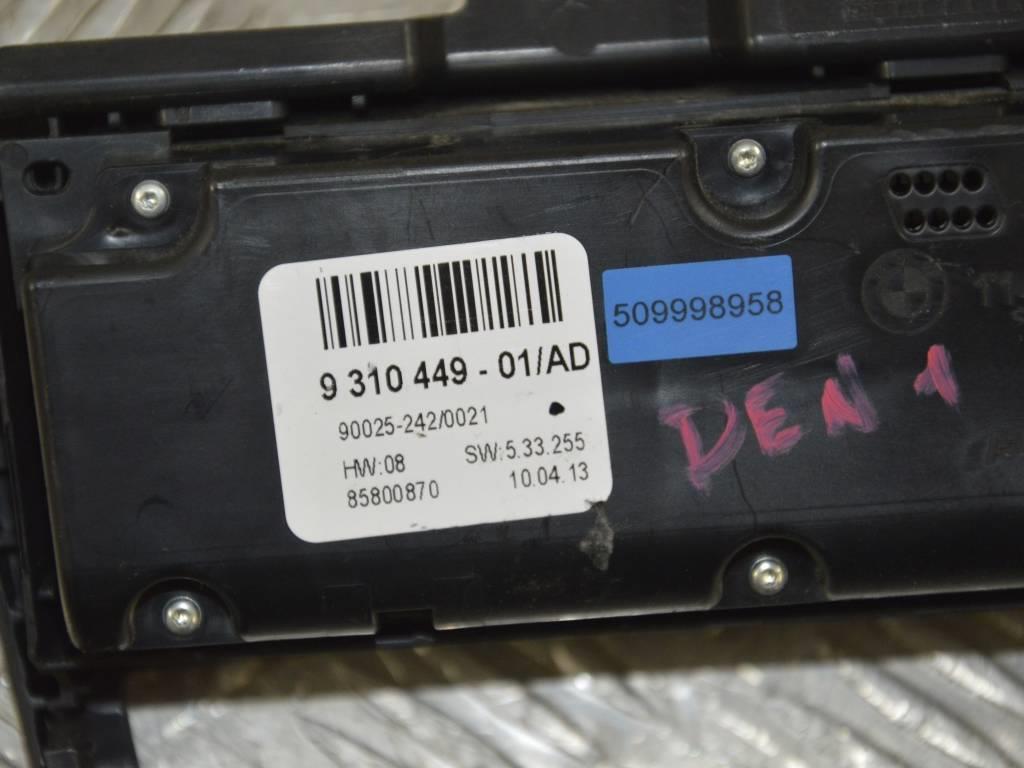 9 310 449 - 01/AD
90025-242/0021
HW:08 SW:5.33.255
85800870 10.04.13
509998958
DEN 1